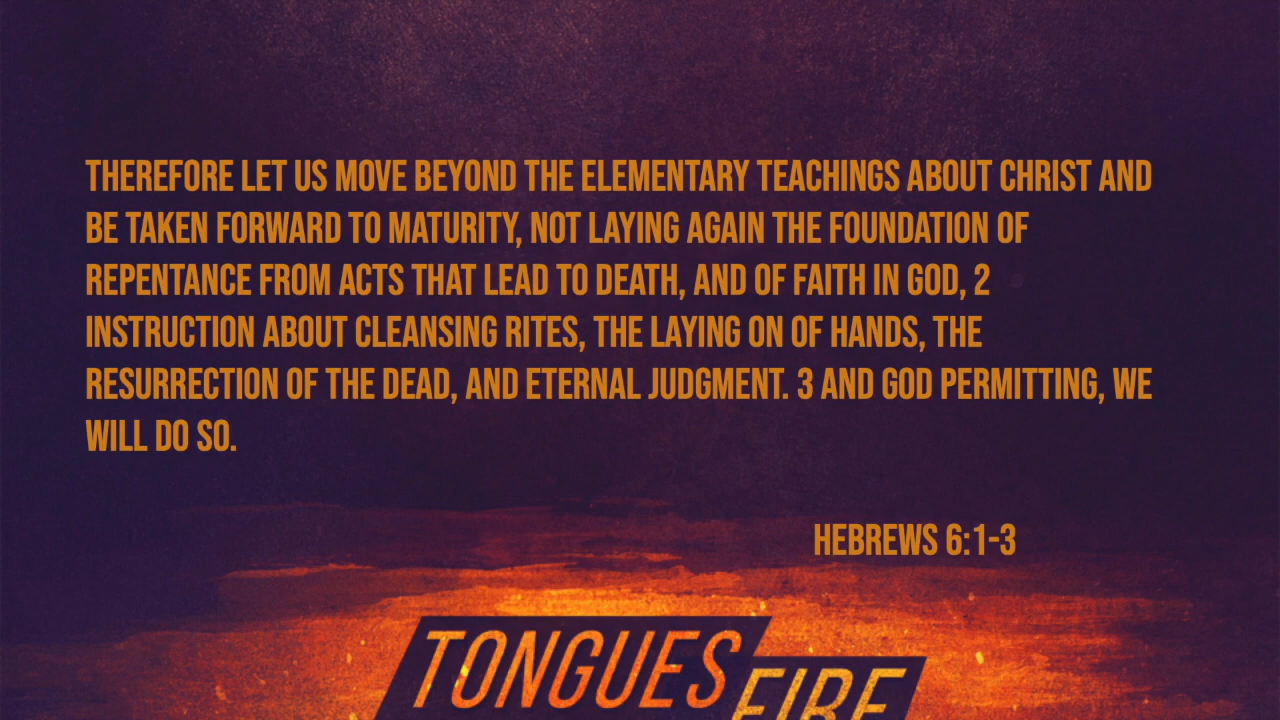 THEREFORE LET US MOVE BEYOND THE ELEMENTARY TEACHINGS ABOUT CHRIST AND
BE TAKEN FORWARD TO MATURITY, NOT LAYING AGAIN THE FOUNDATION OF
REPENTANCE FROM ACTS THAT LEAD TO DEATH, AND OF FAITH IN GOD, 2
INSTRUCTION ABOUT CLEANSING RITES, THE LAYING ON OF HANDS, THE
RESURRECTION OF THE DEAD, AND ETERNAL JUDGMENT. 3 AND GOD PERMITTING, WE
WILL DO SO.
HEBREWS 6:1-3
TONGUES
FIRE